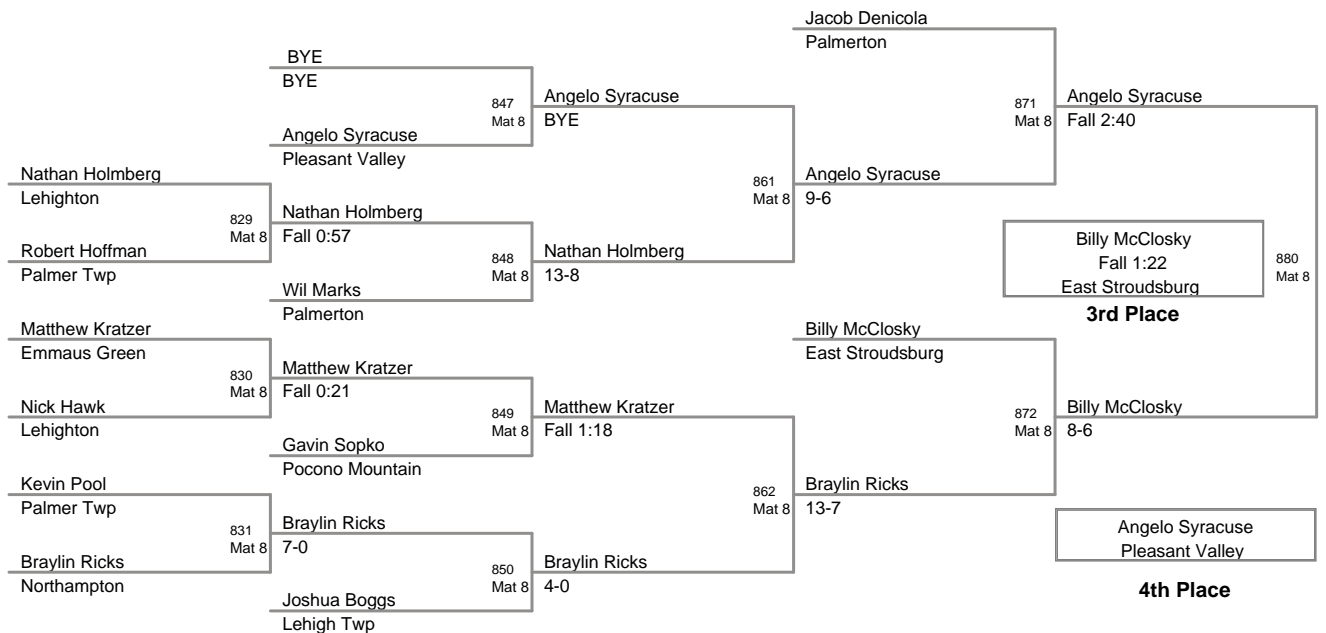 Jacob Denicola
Palmerton
BYE
BYE
847
Mat 8
Angelo Syracuse
BYE
871
Mat 8
Angelo Syracuse
Fall 2:40
Angelo Syracuse
Pleasant Valley
Nathan Holmberg
Lehighton
861
Mat 8
Angelo Syracuse
9-6
829
Mat 8
Nathan Holmberg
Fall 0:57
Robert Hoffman
Palmer Twp
848
Mat 8
Nathan Holmberg
13-8
Billy McClosky
Fall 1:22
East Stroudsburg
880
Mat 8
3rd Place
Wil Marks
Palmerton
Matthew Kratzer
Emmaus Green
Billy McClosky
East Stroudsburg
830
Mat 8
Matthew Kratzer
Fall 0:21
Nick Hawk
Lehighton
849
Mat 8
Matthew Kratzer
Fall 1:18
872
Mat 8
Billy McClosky
8-6
Gavin Sopko
Pocono Mountain
Kevin Pool
Palmer Twp
862
Mat 8
Braylin Ricks
13-7
831
Mat 8
Braylin Ricks
7-0
Angelo Syracuse
Pleasant Valley
Braylin Ricks
Northampton
850
Mat 8
Braylin Ricks
4-0
4th Place
Joshua Boggs
Lehigh Twp